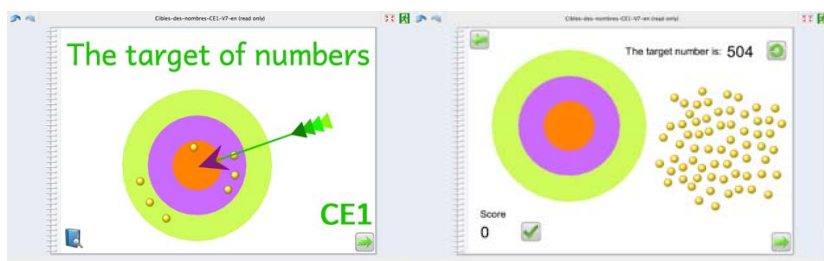 Cibles-des-nombres-CE1-V7-en (read only)
The target of numbers
CE1
Cibles-des-nombres-CE1-V7-en (read only)
The target number is: 504
Score
0